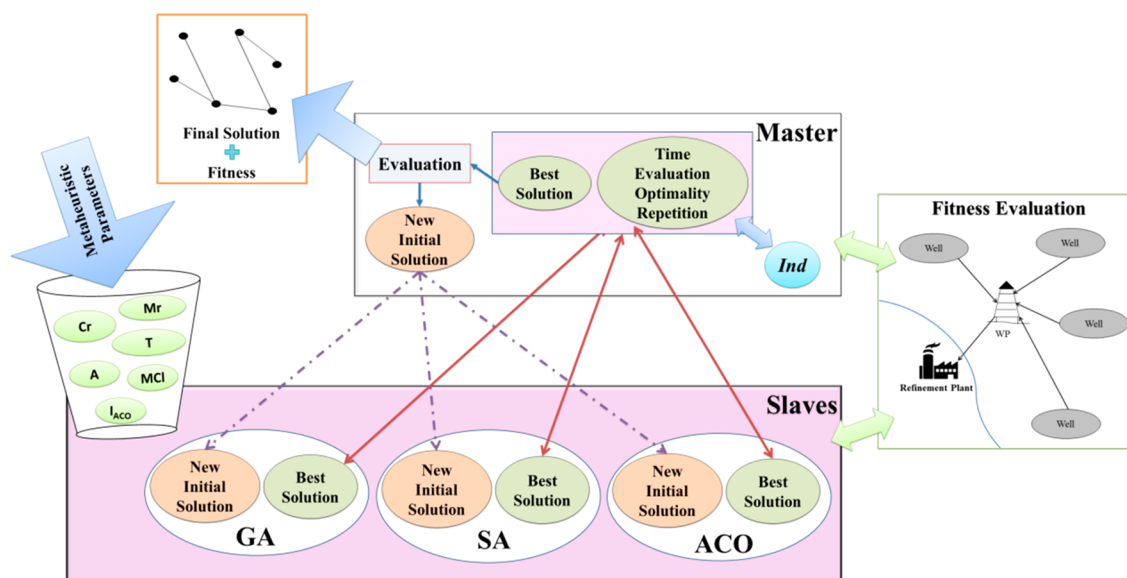 Final Solution
Fitness
Metaheuristic
Parameters
Master
Evaluation
Best
Solution
Time
Evaluation
Optimality
Repetition
New
Initial
Solution
Ind
Fitness Evaluation
Well
Well
Well
WP
Refinement Plant
Well
Cr
Mr
T
A
MCl
IACO
Slaves
New
Initial
Solution
Best
Solution
GA
New
Initial
Solution
Best
Solution
SA
New
Initial
Solution
Best
Solution
ACO